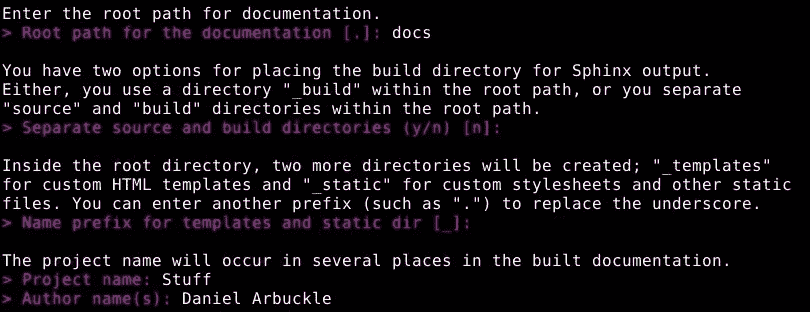 Enter the root path for documentation.
> Root path for the documentation [.]: docs
You have two options for placing the build directory for Sphinx output.
Either, you use a directory "_build" within the root path, or you separate
"source" and "build" directories within the root path.
> Separate source and build directories (y/n) [n]:
Inside the root directory, two more directories will be created; "_templates"
for custom HTML templates and "_static" for custom stylesheets and other static
files. You can enter another prefix (such as ".") to replace the underscore.
> Name prefix for templates and static dir [_]:
The project name will occur in several places in the built documentation.
> Project name: Stuff
> Author name(s): Daniel Arbuckle